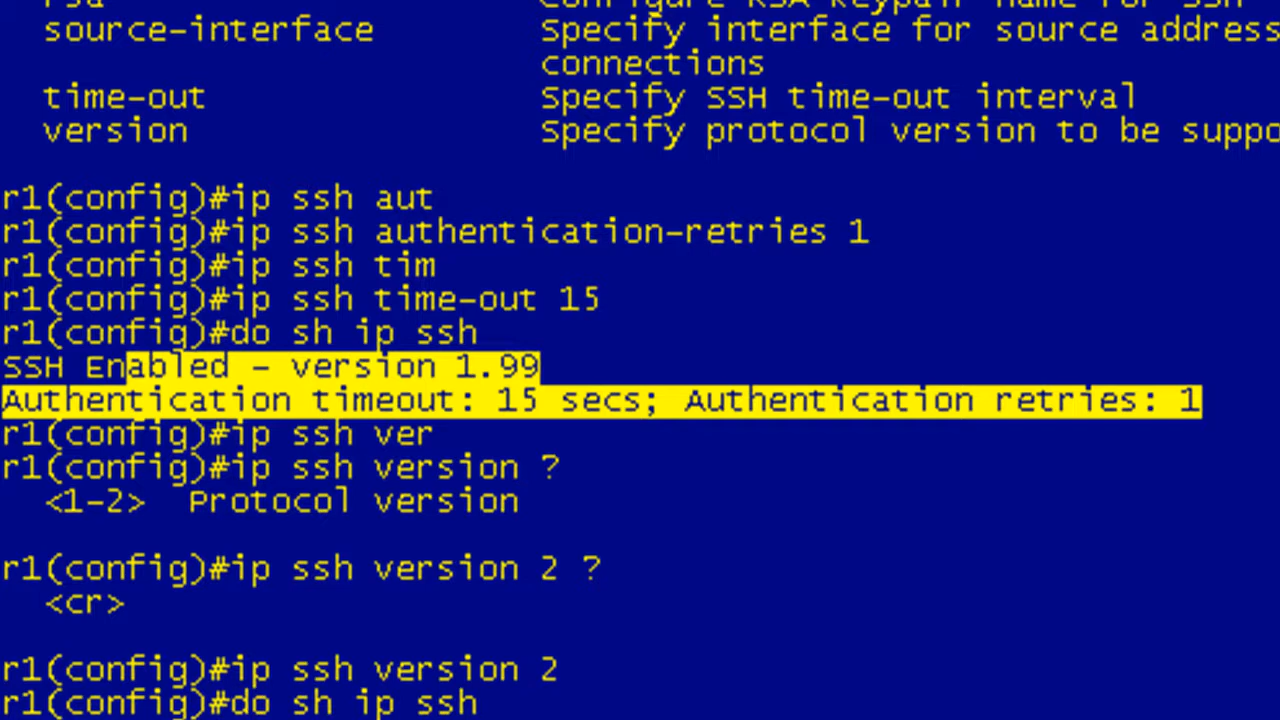 source-interface Specify interface for source address
connections
time-out Specify SSH time-out interval
version Specify protocol version to be suppo
r1(config)#ip ssh aut
r1(config)#ip ssh authentication-retries 1
r1(config)#ip ssh tim
r1(config)#ip ssh time-out 15
r1(config)#do sh ip ssh
SSH Enabled - version 1.99
Authentication timeout: 15 secs; Authentication retries: 1
r1(config)#ip ssh ver
r1(config)#ip ssh version ?
<1-2> Protocol version
r1(config)#ip ssh version 2 ?
<cr>
r1(config)#ip ssh version 2
r1(config)#do sh ip ssh